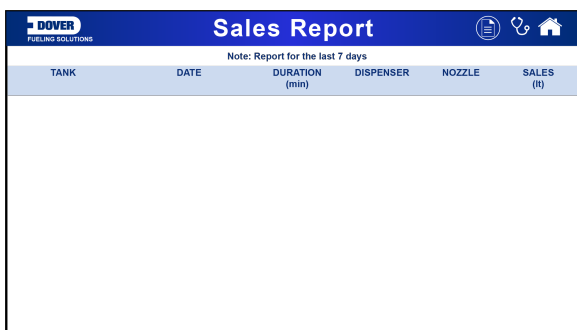 DOVER
FUELING SOLUTIONS
Sales Report
Note: Report for the last 7 days
TANK DATE DURATION DISPENSER NOZZLE SALES
(min) (lt)